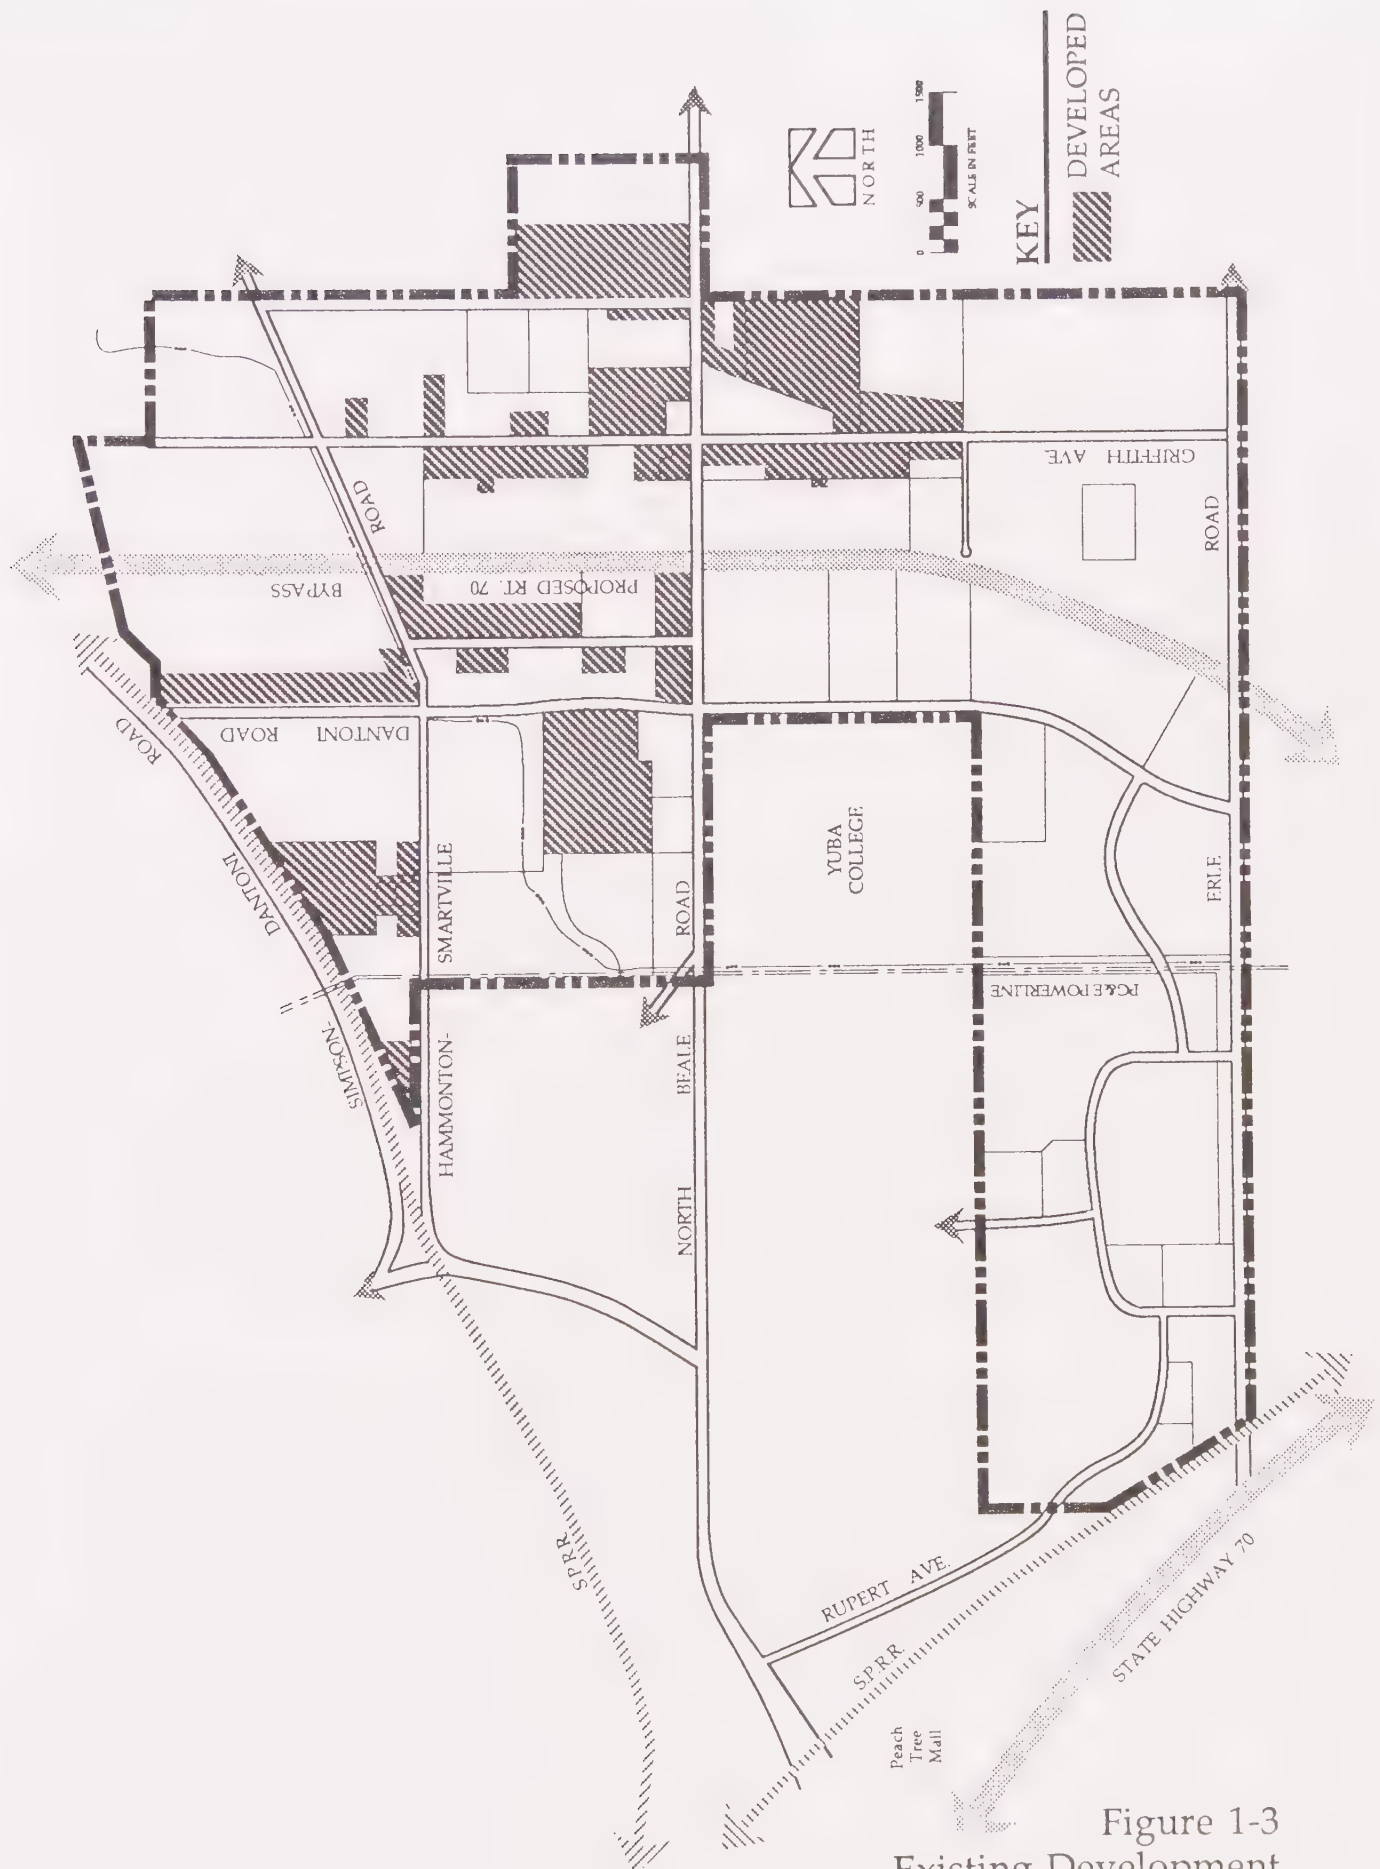 NORTH
0 500 1000 1500
SCALE IN FEET
KEY
DEVELOPED
AREAS
ROAD
BYPASS
PROPOSED RT. 70
GRIFFITH AVE.
ROAD
ROAD
DANTONI ROAD
DANTONI
SIMPSON-
SMARTVILLE
HAMMONTON-
ROAD
BEALE
NORTH
YUBA
COLLEGE
ERLE
PG&E POWERLINE
S.P.R.R.
RUPERT AVE.
S.P.R.R.
STATE HIGHWAY 70
Peach
Tree
Mall
Figure 1-3
Existing Development